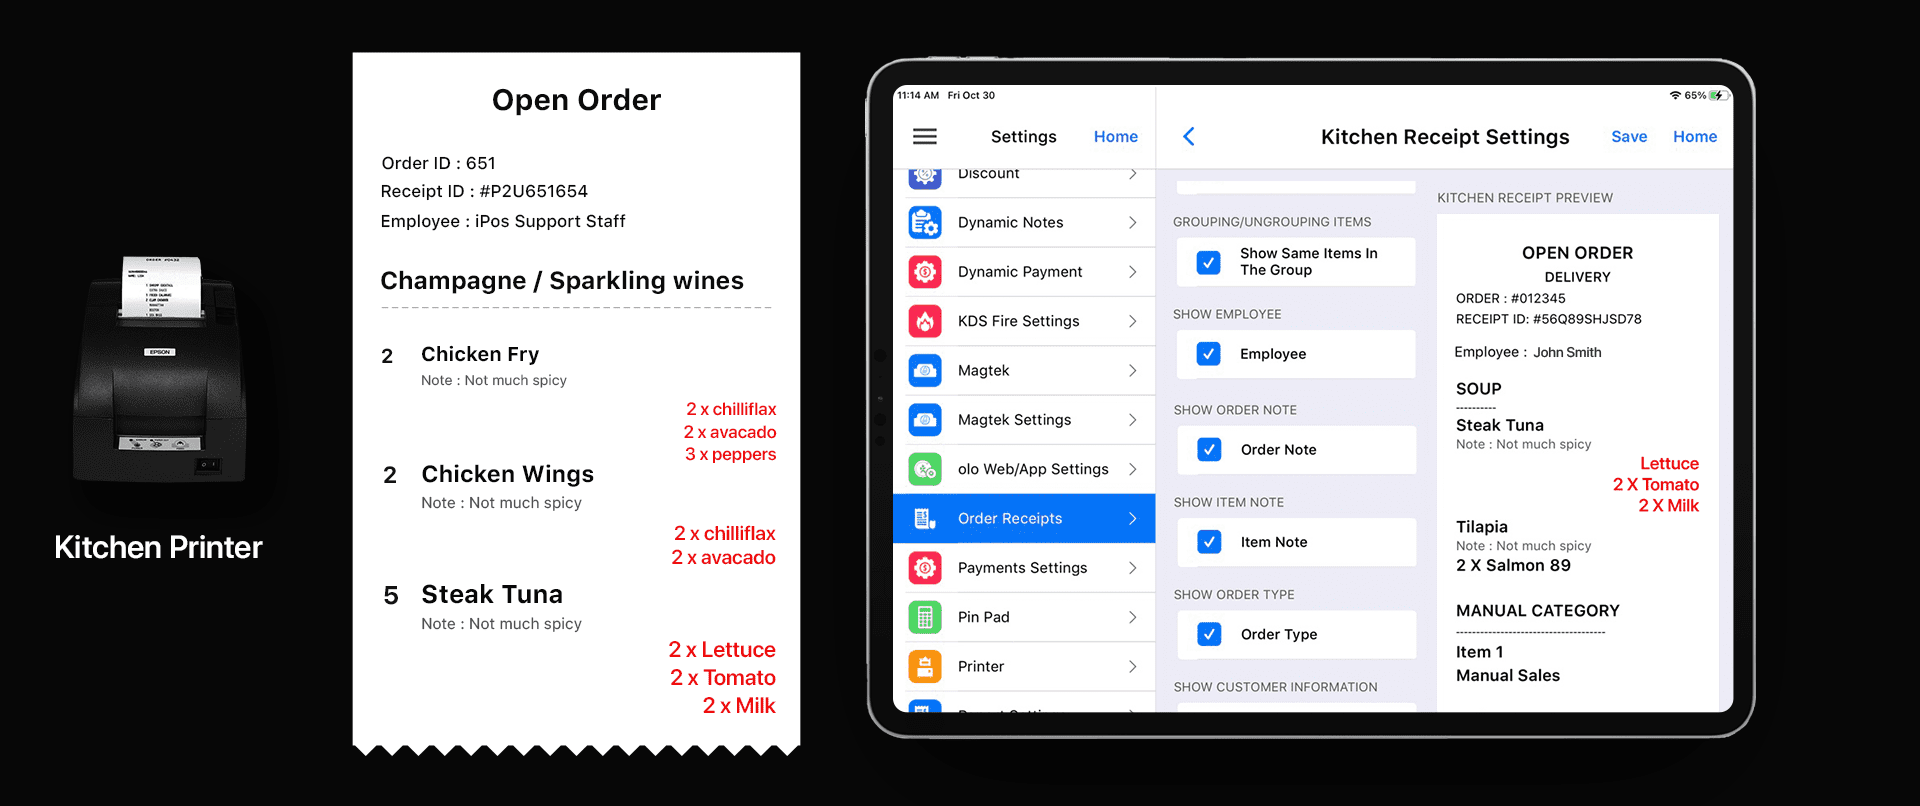 EPSON
Kitchen Printer
Open Order
Order ID : 651
Receipt ID : #P2U651654
Employee : iPos Support Staff
Champagne / Sparkling wines
2 Chicken Fry
Note : Not much spicy
2 x chilliflax
2 x avacado
3 x peppers
2 Chicken Wings
Note : Not much spicy
2 x chilliflax
2 x avacado
5 Steak Tuna
Note : Not much spicy
2 x Lettuce
2 x Tomato
2 x Milk
11:14 AM Fri Oct 30
65%
Settings Home
Discount
Dynamic Notes
Dynamic Payment
KDS Fire Settings
Magtek
Magtek Settings
olo Web/App Settings
Order Receipts
Payments Settings
Pin Pad
Printer
Kitchen Receipt Settings Save Home
GROUPING/UNGROUPING ITEMS
Show Same Items In
The Group
SHOW EMPLOYEE
Employee
SHOW ORDER NOTE
Order Note
SHOW ITEM NOTE
Item Note
SHOW ORDER TYPE
Order Type
SHOW CUSTOMER INFORMATION
KITCHEN RECEIPT PREVIEW
OPEN ORDER
DELIVERY
ORDER : #012345
RECEIPT ID: #56Q89SHJSD78
Employee : John Smith
SOUP
Steak Tuna
Note : Not much spicy
Lettuce
2 X Tomato
2 X Milk
Tilapia
Note : Not much spicy
2 X Salmon 89
MANUAL CATEGORY
Item 1
Manual Sales